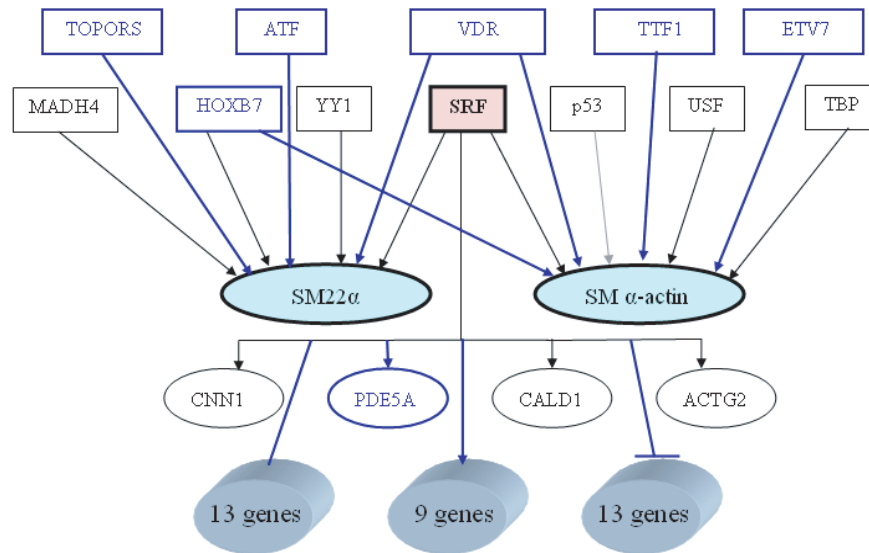 TOPORS
ATF
VDR
TTF1
ETV7
MADH4
HOXB7
YY1
SRF
p53
USF
TBP
SM22α
SM α-actin
CNN1
PDE5A
CALD1
ACTG2
13 genes
9 genes
13 genes